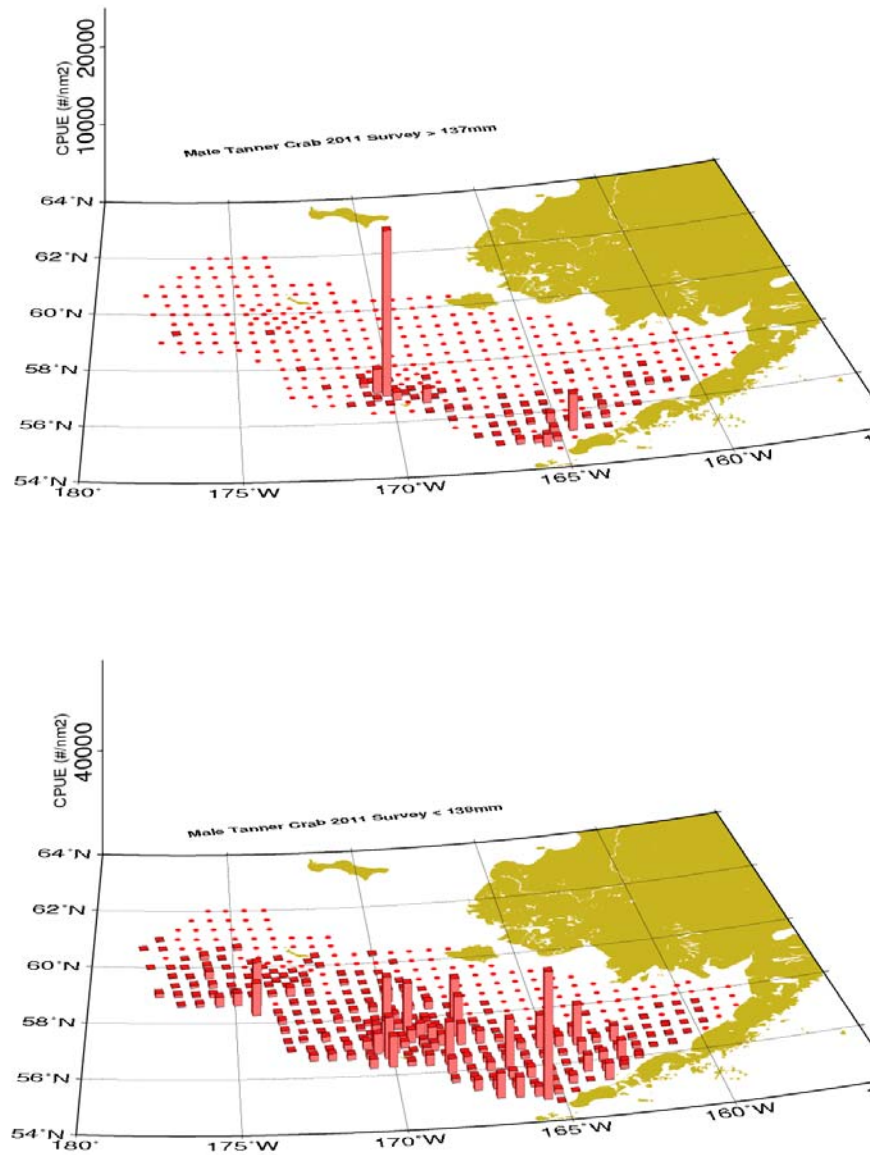 20000
10000
CPUE (#/nm2)
Male Tanner Crab 2011 Survey > 137mm
64˚N
62˚N
60˚N
58˚N
56˚N
54˚N
180˚
175˚W
170˚W
165˚W
160˚W
40000
CPUE (#/nm2)
Male Tanner Crab 2011 Survey < 138mm
64˚N
62˚N
60˚N
58˚N
56˚N
54˚N
180˚
175˚W
170˚W
165˚W
160˚W